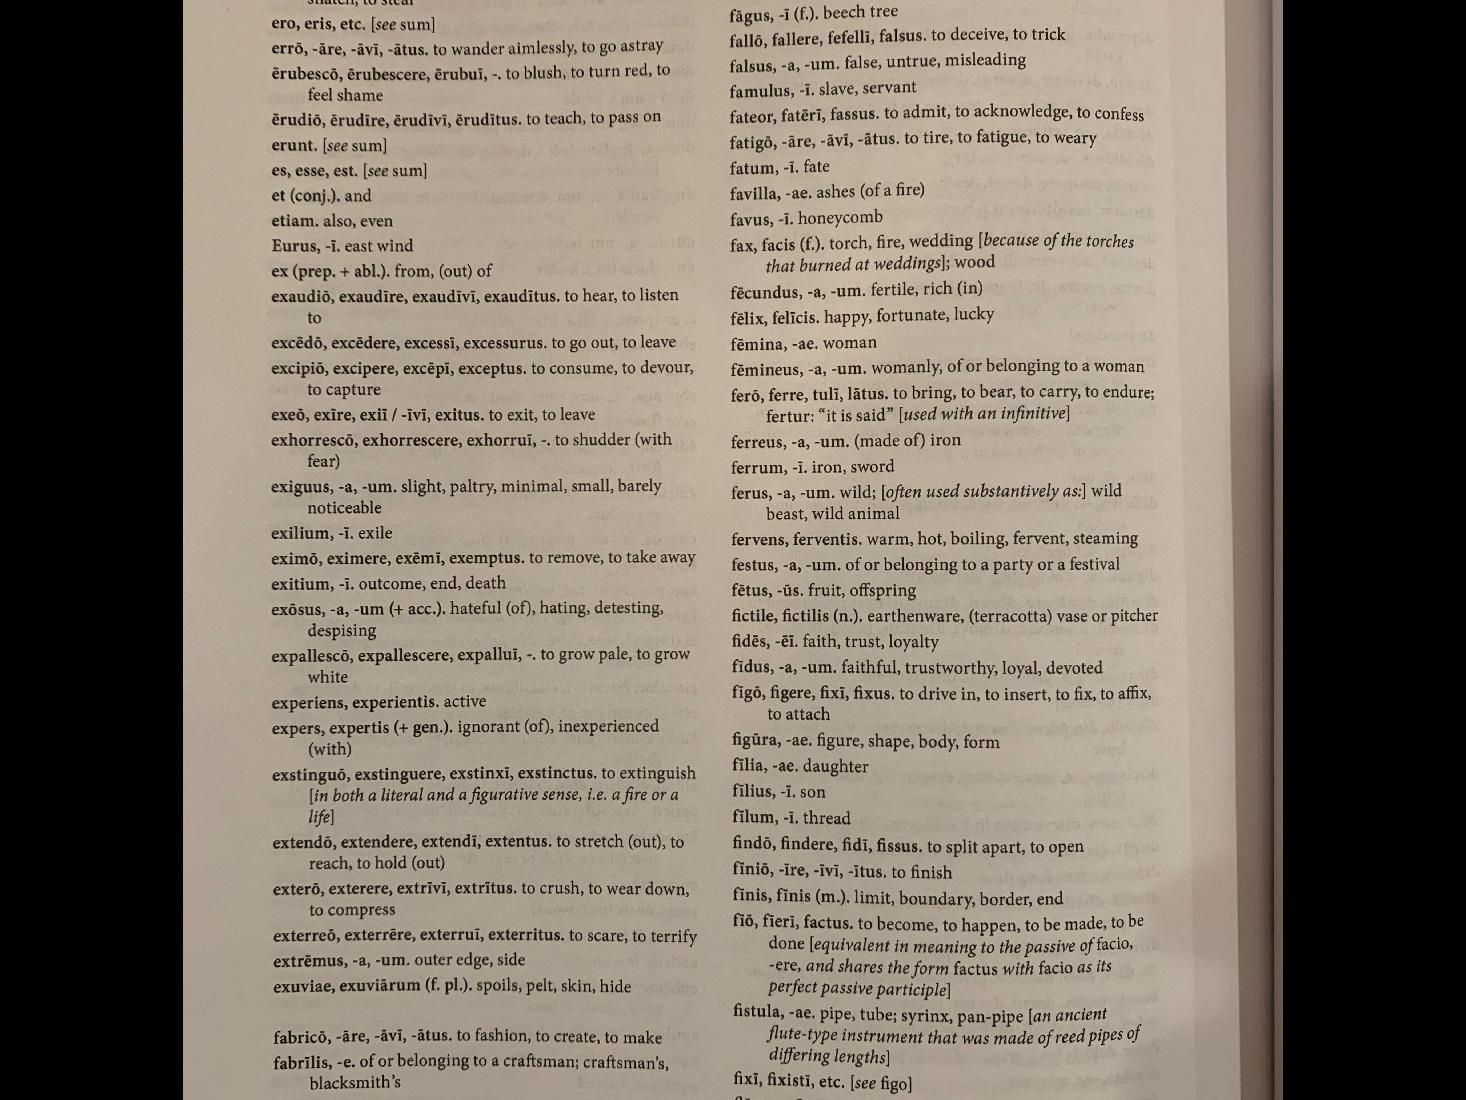 snatch, to steal
ero, eris, etc. [see sum]
errō, -āre, -āvī, -ātus. to wander aimlessly, to go astray
ērubescō, ērubescere, ērubuī, -. to blush, to turn red, to
feel shame
ērudiō, ērudīre, ērudīvī, ērudītus. to teach, to pass on
erunt. [see sum]
es, esse, est. [see sum]
et (conj.). and
etiam. also, even
Eurus, -ī. east wind
ex (prep. + abl.). from, (out) of
exaudiō, exaudīre, exaudīvī, exaudītus. to hear, to listen
to
excēdō, excēdere, excessī, excessurus. to go out, to leave
excipiō, excipere, excēpī, exceptus. to consume, to devour,
to capture
exeō, exīre, exiī / -īvī, exitus. to exit, to leave
exhorrescō, exhorrescere, exhorruī, -. to shudder (with
fear)
exiguus, -a, -um. slight, paltry, minimal, small, barely
noticeable
exilium, -ī. exile
eximō, eximere, exēmī, exemptus. to remove, to take away
exitium, -ī. outcome, end, death
exōsus, -a, -um (+ acc.). hateful (of), hating, detesting,
despising
expallescō, expallescere, expalluī, -. to grow pale, to grow
white
experiens, experientis. active
expers, expertis (+ gen.). ignorant (of), inexperienced
(with)
exstinguō, exstinguere, exstinxī, exstinctus. to extinguish
[in both a literal and a figurative sense, i.e. a fire or a
life]
extendō, extendere, extendī, extentus. to stretch (out), to
reach, to hold (out)
exterō, exterere, extrīvī, extrītus. to crush, to wear down,
to compress
exterreō, exterrēre, exterruī, exterritus. to scare, to terrify
extrēmus, -a, -um. outer edge, side
exuviae, exuviārum (f. pl.). spoils, pelt, skin, hide
fabricō, -āre, -āvī, -ātus. to fashion, to create, to make
fabrīlis, -e. of or belonging to a craftsman; craftsman's,
blacksmith's
fāgus, -ī (f.). beech tree
fallō, fallere, fefellī, falsus. to deceive, to trick
falsus, -a, -um. false, untrue, misleading
famulus, -ī. slave, servant
fateor, fatērī, fassus. to admit, to acknowledge, to confess
fatigō, -āre, -āvī, -ātus. to tire, to fatigue, to weary
fatum, -ī. fate
favilla, -ae. ashes (of a fire)
favus, -ī. honeycomb
fax, facis (f.). torch, fire, wedding [because of the torches
that burned at weddings]; wood
fēcundus, -a, -um. fertile, rich (in)
fēlix, felīcis. happy, fortunate, lucky
fēmina, -ae. woman
fēmineus, -a, -um. womanly, of or belonging to a woman
ferō, ferre, tulī, lātus. to bring, to bear, to carry, to endure;
fertur: “it is said” [used with an infinitive]
ferreus, -a, -um. (made of) iron
ferrum, -ī. iron, sword
ferus, -a, -um. wild; [often used substantively as:] wild
beast, wild animal
fervens, ferventis. warm, hot, boiling, fervent, steaming
festus, -a, -um. of or belonging to a party or a festival
fētus, -ūs. fruit, offspring
fictile, fictilis (n.). earthenware, (terracotta) vase or pitcher
fidēs, -ēī. faith, trust, loyalty
fīdus, -a, -um. faithful, trustworthy, loyal, devoted
fīgō, figere, fixī, fixus. to drive in, to insert, to fix, to affix,
to attach
figūra, -ae. figure, shape, body, form
fīlia, -ae. daughter
fīlius, -ī. son
fīlum, -ī. thread
findō, findere, fidī, fissus. to split apart, to open
fīniō, -īre, -īvī, -ītus. to finish
fīnis, fīnis (m.). limit, boundary, border, end
fīō, fierī, factus. to become, to happen, to be made, to be
done [equivalent in meaning to the passive of facio,
-ere, and shares the form factus with facio as its
perfect passive participle]
fistula, -ae. pipe, tube; syrinx, pan-pipe [an ancient
flute-type instrument that was made of reed pipes of
differing lengths]
fixī, fixistī, etc. [see figo]